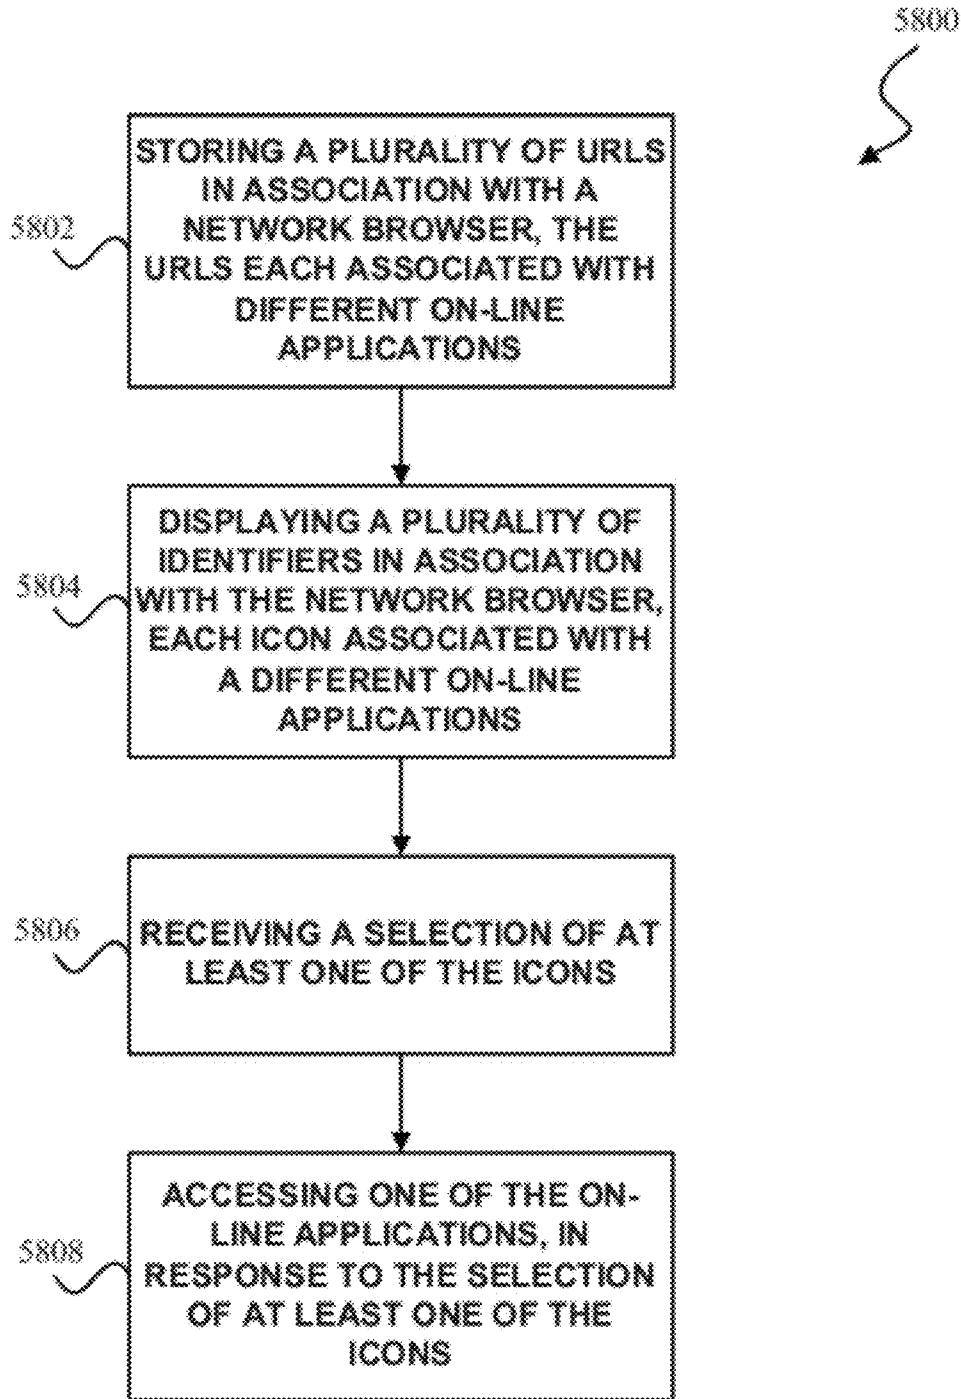 5800
STORING A PLURALITY OF URLS
IN ASSOCIATION WITH A
NETWORK BROWSER, THE
URLS EACH ASSOCIATED WITH
DIFFERENT ON-LINE
APPLICATIONS
5802
DISPLAYING A PLURALITY OF
IDENTIFIERS IN ASSOCIATION
WITH THE NETWORK BROWSER,
EACH ICON ASSOCIATED WITH
A DIFFERENT ON-LINE
APPLICATIONS
5804
RECEIVING A SELECTION OF AT
LEAST ONE OF THE ICONS
5806
ACCESSING ONE OF THE ON-
LINE APPLICATIONS, IN
RESPONSE TO THE SELECTION
OF AT LEAST ONE OF THE
ICONS
5808